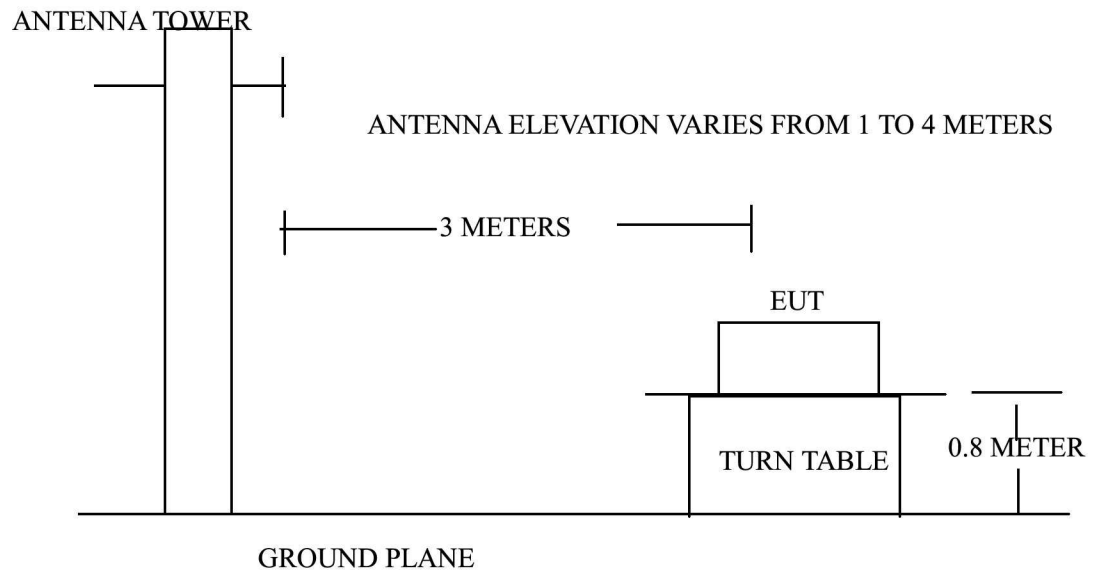 ANTENNA TOWER
ANTENNA ELEVATION VARIES FROM 1 TO 4 METERS
3 METERS
EUT
0.8 METER
TURN TABLE
GROUND PLANE